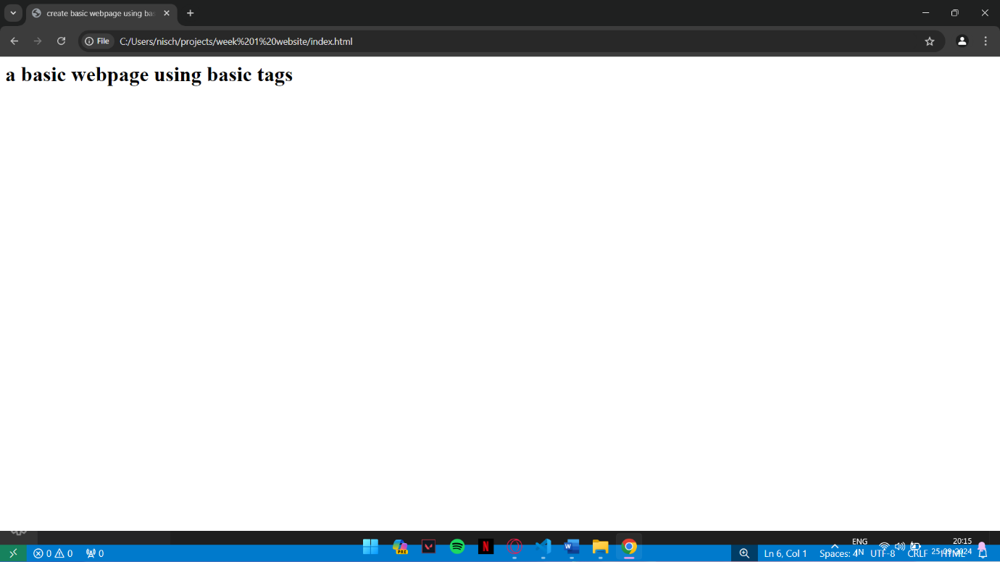 create basic webpage using bas
File C:/Users/nisch/projects/week%201%20website/index.html
a basic webpage using basic tags
PRE
N
W
ENG
IN
20:15
25-09-2024
0 0 0
Ln 6, Col 1 Spaces: 4 UTF-8 CRLF HTML